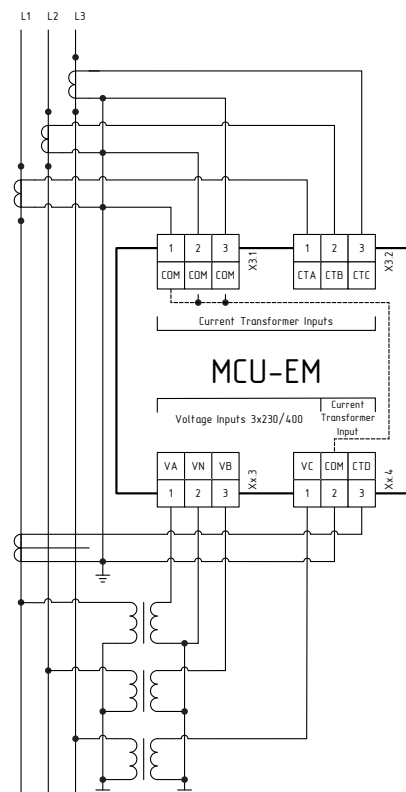 L1 L2 L3
1 2 3 X3.1 1 2 3 X3.2
COM COM COM CTA CTB CTC
Current Transformer Inputs
MCU-EM
Voltage Inputs 3x230/400
Current
Transformer
Input
VA VN VB Xx.3 VC COM CTD Xx.4
1 2 3 1 2 3